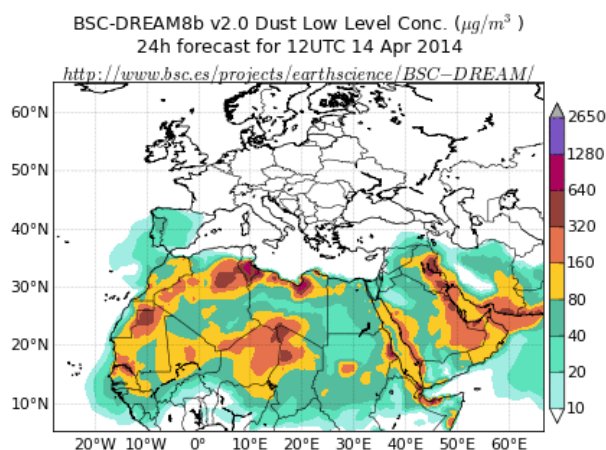 BSC-DREAM8b v2.0 Dust Low Level Conc. (μg/m³ )
24h forecast for 12UTC 14 Apr 2014
http://www.bsc.es/projects/earthscience/BSC−DREAM/
60°N
50°N
40°N
30°N
20°N
10°N
20°W 10°W 0° 10°E 20°E 30°E 40°E 50°E 60°E
2650
1280
640
320
160
80
40
20
10